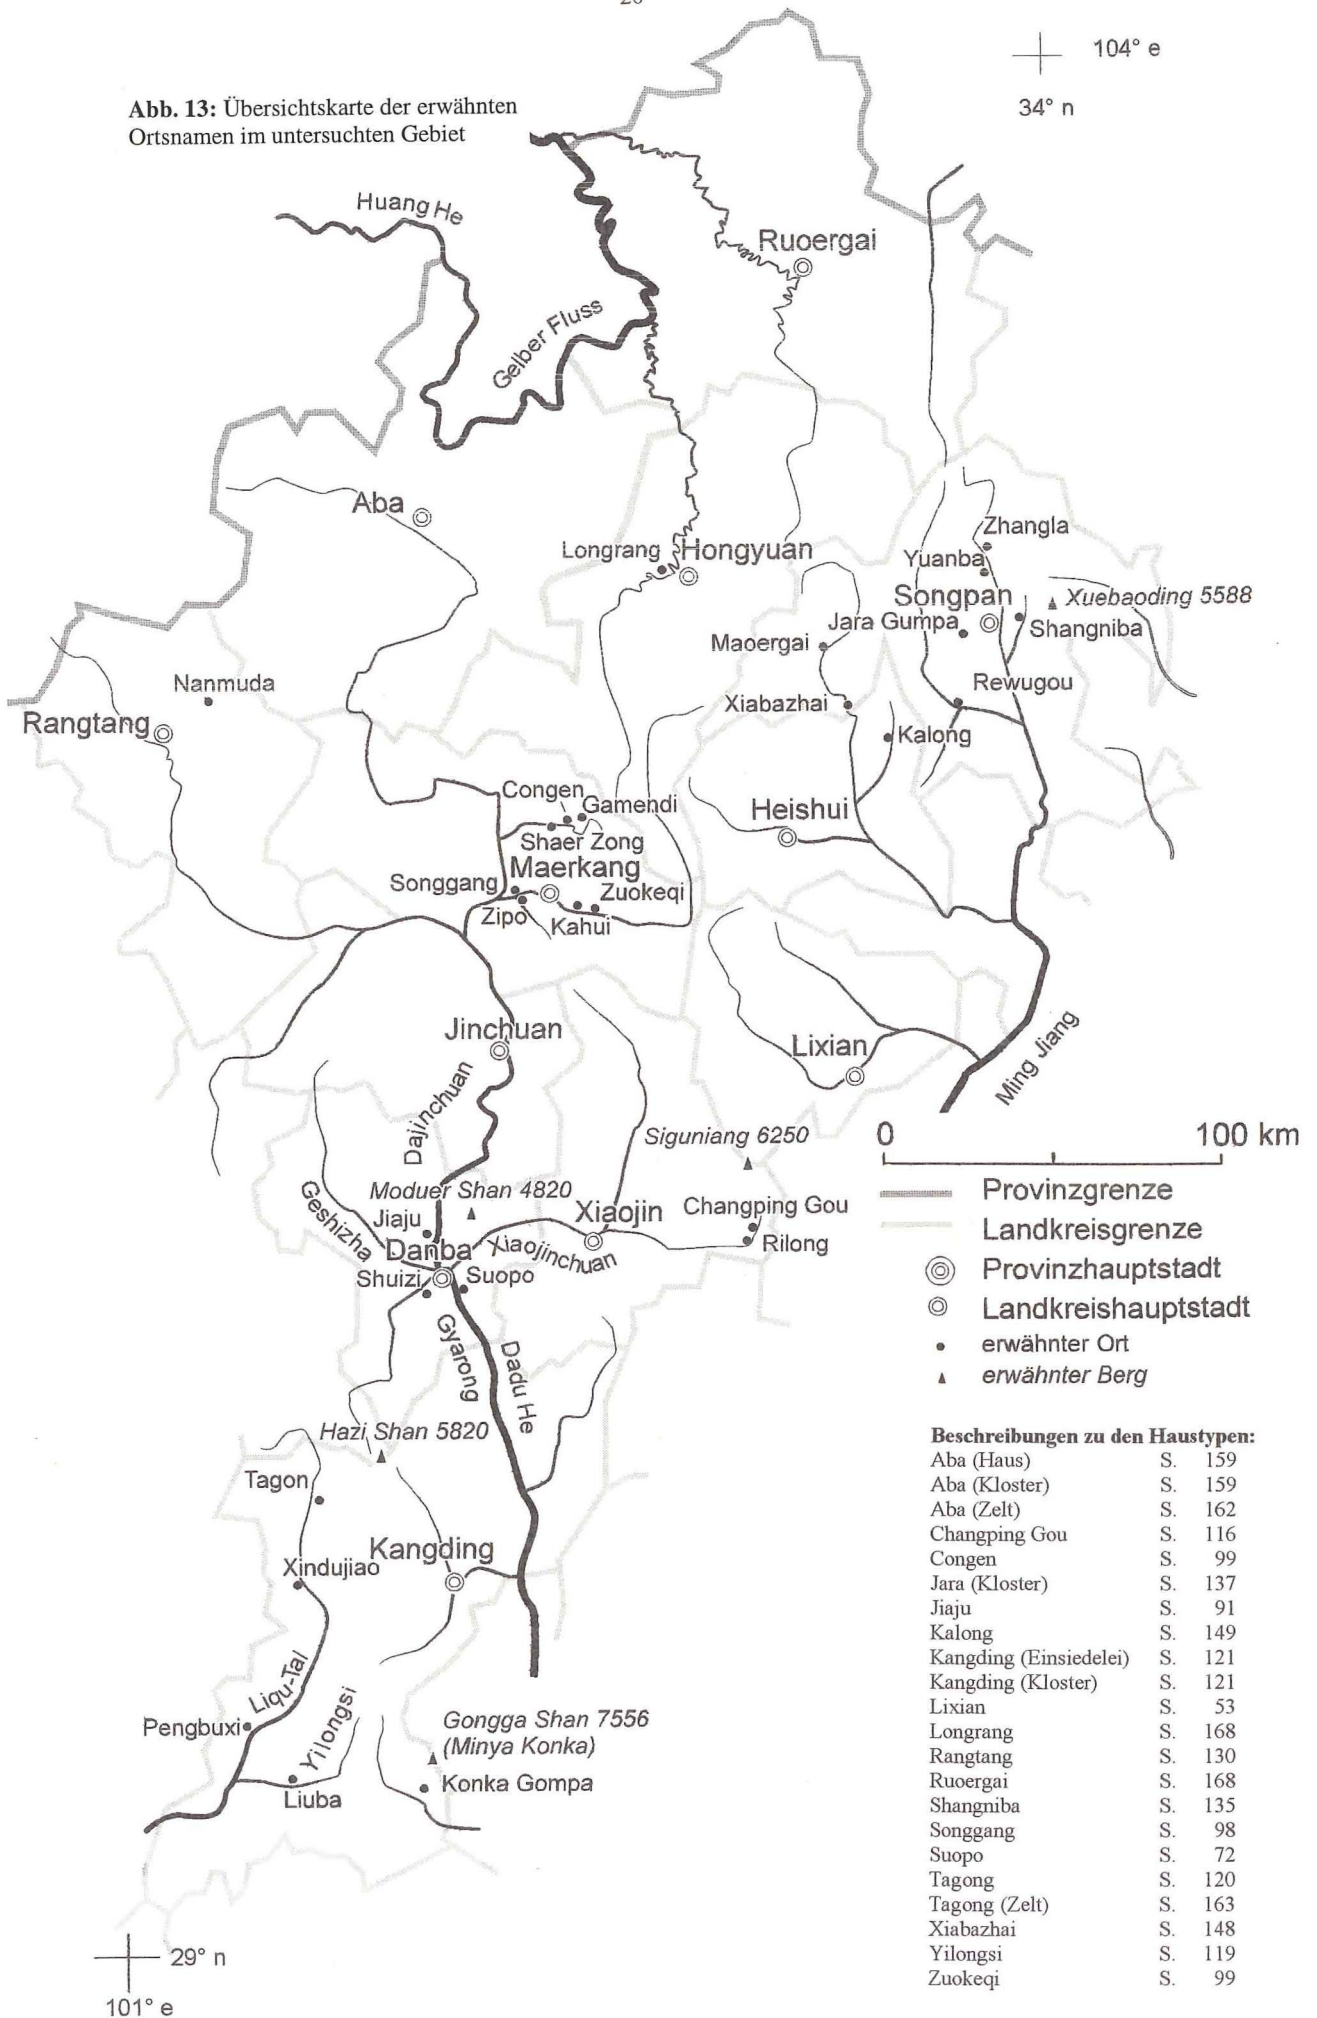 104° e
34° n
Abb. 13: Übersichtskarte der erwähnten
Ortsnamen im untersuchten Gebiet
Huang He
Ruoergai
Gelber Fluss
Aba
Longrang
Hongyuan
Zhangla
Yuanba
Songpan
Xuebaoding 5588
Jara Gumpa
Shangniba
Maoergai
Nanmuda
Rewugou
Xiabazhai
Rangtang
Kalong
Congen
Gamendi
Heishui
Shaer Zong
Maerkang
Songgang
Zuokeqi
Zipo
Kahui
Jinchuan
Lixian
Ming Jiang
Dajinchuan
Siguniang 6250
0 100 km
Moduer Shan 4820
Geshizha
Jiaju
Xiaojin
Changping Gou
Danba
Xiaojinchuan
Rilong
Shuizi
Suopo
Gyarong
Dadu He
Provinzgrenze
Landkreisgrenze
Provinzhauptstadt
Landkreishauptstadt
erwähnter Ort
erwähnter Berg
Hazi Shan 5820
Tagon
Kangding
Xindujiao
Liqu-Tal
Yilongsi
Pengbuxi
Gongga Shan 7556
(Minya Konka)
Konka Gompa
Liuba
Beschreibungen zu den Haustypen:
Aba (Haus) S. 159
Aba (Kloster) S. 159
Aba (Zelt) S. 162
Changping Gou S. 116
Congen S. 99
Jara (Kloster) S. 137
Jiaju S. 91
Kalong S. 149
Kangding (Einsiedelei) S. 121
Kangding (Kloster) S. 121
Lixian S. 53
Longrang S. 168
Rangtang S. 130
Ruoergai S. 168
Shangniba S. 135
Songgang S. 98
Suopo S. 72
Tagong S. 120
Tagong (Zelt) S. 163
Xiabazhai S. 148
Yilongsi S. 119
Zuokeqi S. 99
29° n
101° e